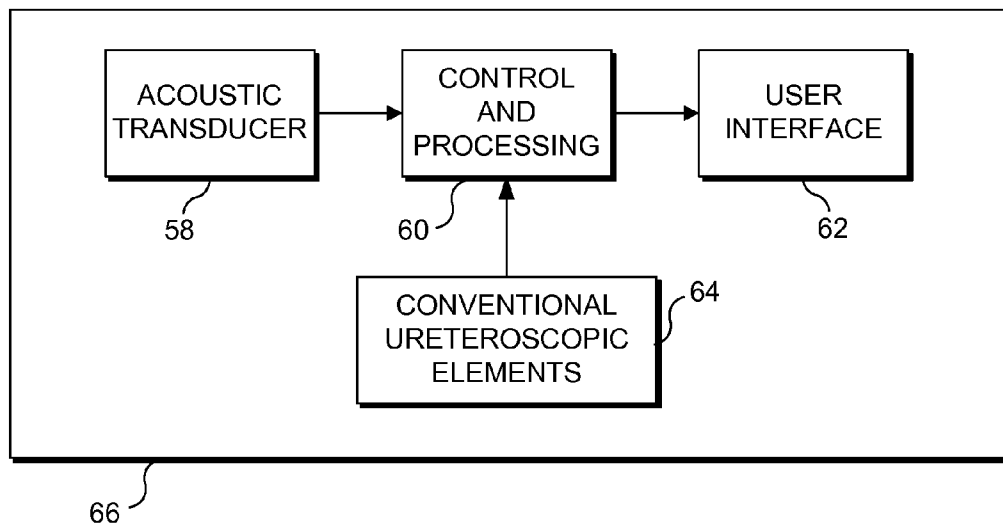 ACOUSTIC
TRANSDUCER
58
CONTROL
AND
PROCESSING
60
USER
INTERFACE
62
CONVENTIONAL
URETEROSCOPIC
ELEMENTS
64
66